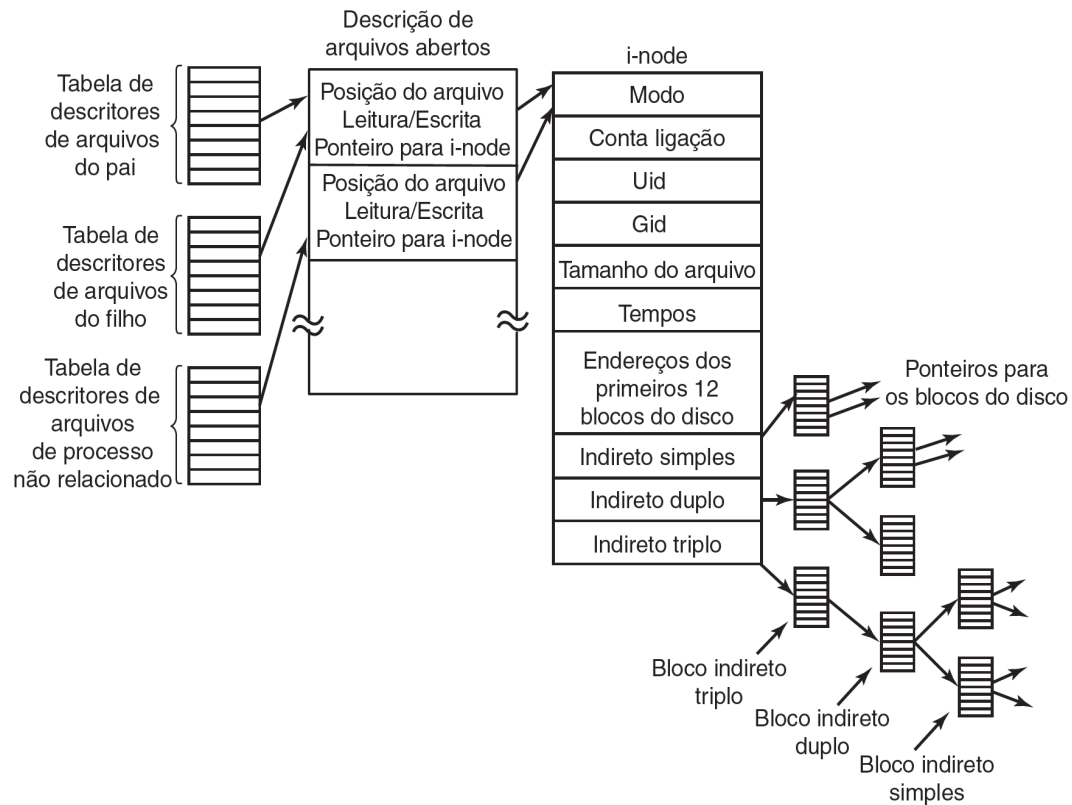 Descrição de
arquivos abertos
i-node
Tabela de
descritores
de arquivos
do pai
Tabela de
descritores
de arquivos
do filho
Tabela de
descritores de
arquivos
de processo
não relacionado
Posição do arquivo
Leitura/Escrita
Ponteiro para i-node
Posição do arquivo
Leitura/Escrita
Ponteiro para i-node
Modo
Conta ligação
Uid
Gid
Tamanho do arquivo
Tempos
Endereços dos
primeiros 12
blocos do disco
Indireto simples
Indireto duplo
Indireto triplo
Ponteiros para
os blocos do disco
Bloco indireto
triplo
Bloco indireto
duplo
Bloco indireto
simples